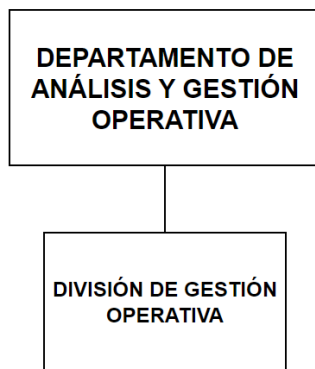 DEPARTAMENTO DE
ANÁLISIS Y GESTIÓN
OPERATIVA
DIVISIÓN DE GESTIÓN
OPERATIVA